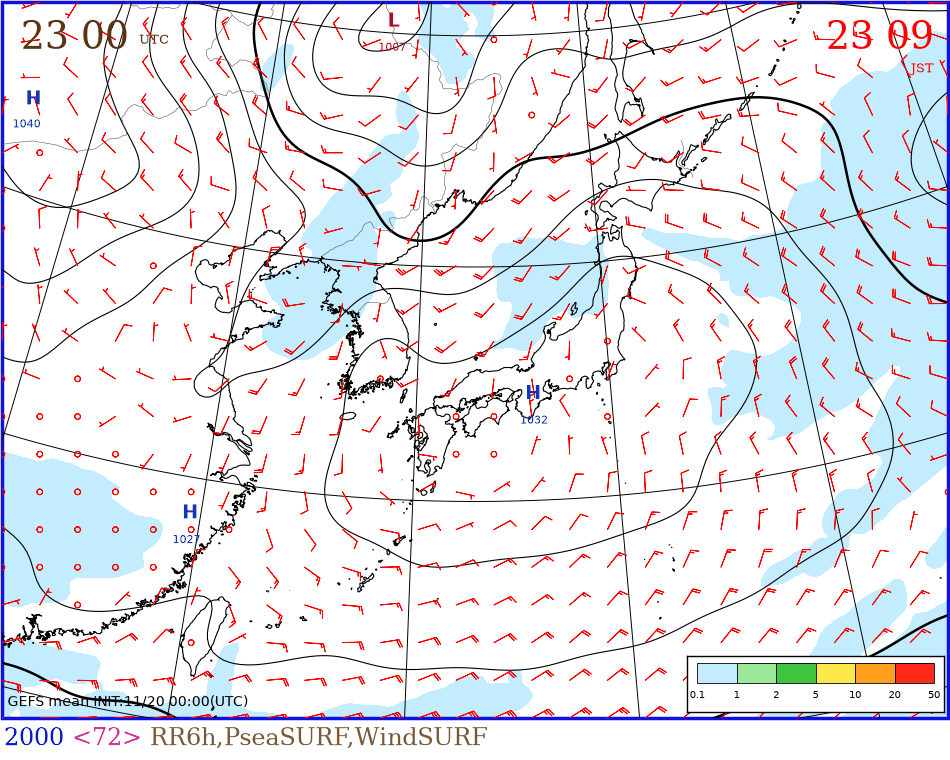 23 00 UTC
23 09 JST
L
1007
H
1040
H
1032
H
1027
0.1 1 2 5 10 20 50
GEFS mean INIT:11/20 00:00(UTC)
2000 <72> RR6h,PseaSURF,WindSURF